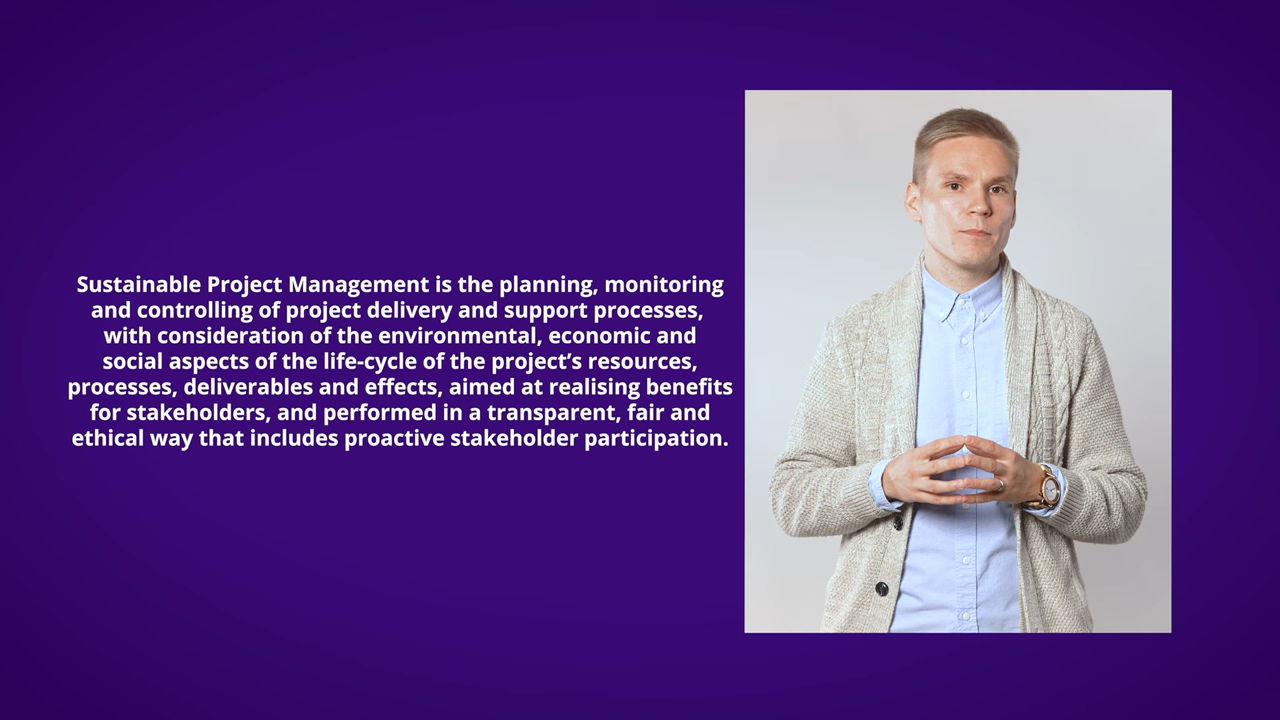 Sustainable Project Management is the planning, monitoring
and controlling of project delivery and support processes,
with consideration of the environmental, economic and
social aspects of the life-cycle of the project’s resources,
processes, deliverables and effects, aimed at realising benefits
for stakeholders, and performed in a transparent, fair and
ethical way that includes proactive stakeholder participation.